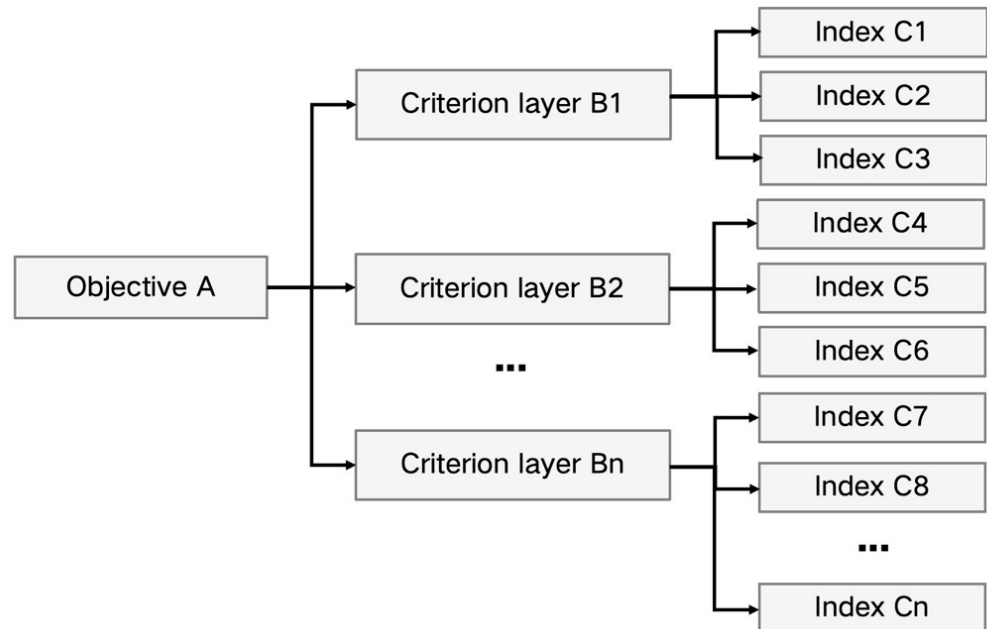 Objective A
Criterion layer B1
Index C1
Index C2
Index C3
Criterion layer B2
Index C4
Index C5
Index C6
...
Criterion layer Bn
Index C7
Index C8
...
Index Cn